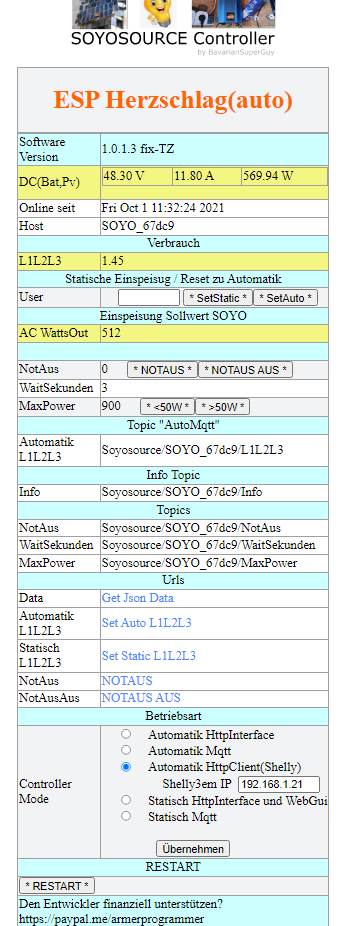 SOYOSOURCE Controller
by BavarianSuperGuy
ESP Herzschlag(auto)
Software Version 1.0.1.3 fix-TZ
DC(Bat,Pv) 48.30 V 11.80 A 569.94 W
Online seit Fri Oct 1 11:32:24 2021
Host SOYO_67dc9
Verbrauch
L1L2L3 1.45
Statische Einspeisug / Reset zu Automatik
User * SetStatic * * SetAuto *
Einspeisung Sollwert SOYO
AC WattsOut 512
NotAus 0 * NOTAUS * * NOTAUS AUS *
WaitSekunden 3
MaxPower 900 * <50W * * >50W *
Topic "AutoMqtt"
Automatik L1L2L3 Soyosource/SOYO_67dc9/L1L2L3
Info Topic
Info Soyosource/SOYO_67dc9/Info
Topics
NotAus Soyosource/SOYO_67dc9/NotAus
WaitSekunden Soyosource/SOYO_67dc9/WaitSekunden
MaxPower Soyosource/SOYO_67dc9/MaxPower
Urls
Data Get Json Data
Automatik L1L2L3 Set Auto L1L2L3
Statisch L1L2L3 Set Static L1L2L3
NotAus NOTAUS
NotAusAus NOTAUS AUS
Betriebsart
Controller Mode
Automatik HttpInterface
Automatik Mqtt
Automatik HttpClient(Shelly)
Shelly3em IP 192.168.1.21
Statisch HttpInterface und WebGui
Statisch Mqtt
Übernehmen
RESTART
* RESTART *
Den Entwickler finanziell unterstützen?
https://paypal.me/armerprogrammer